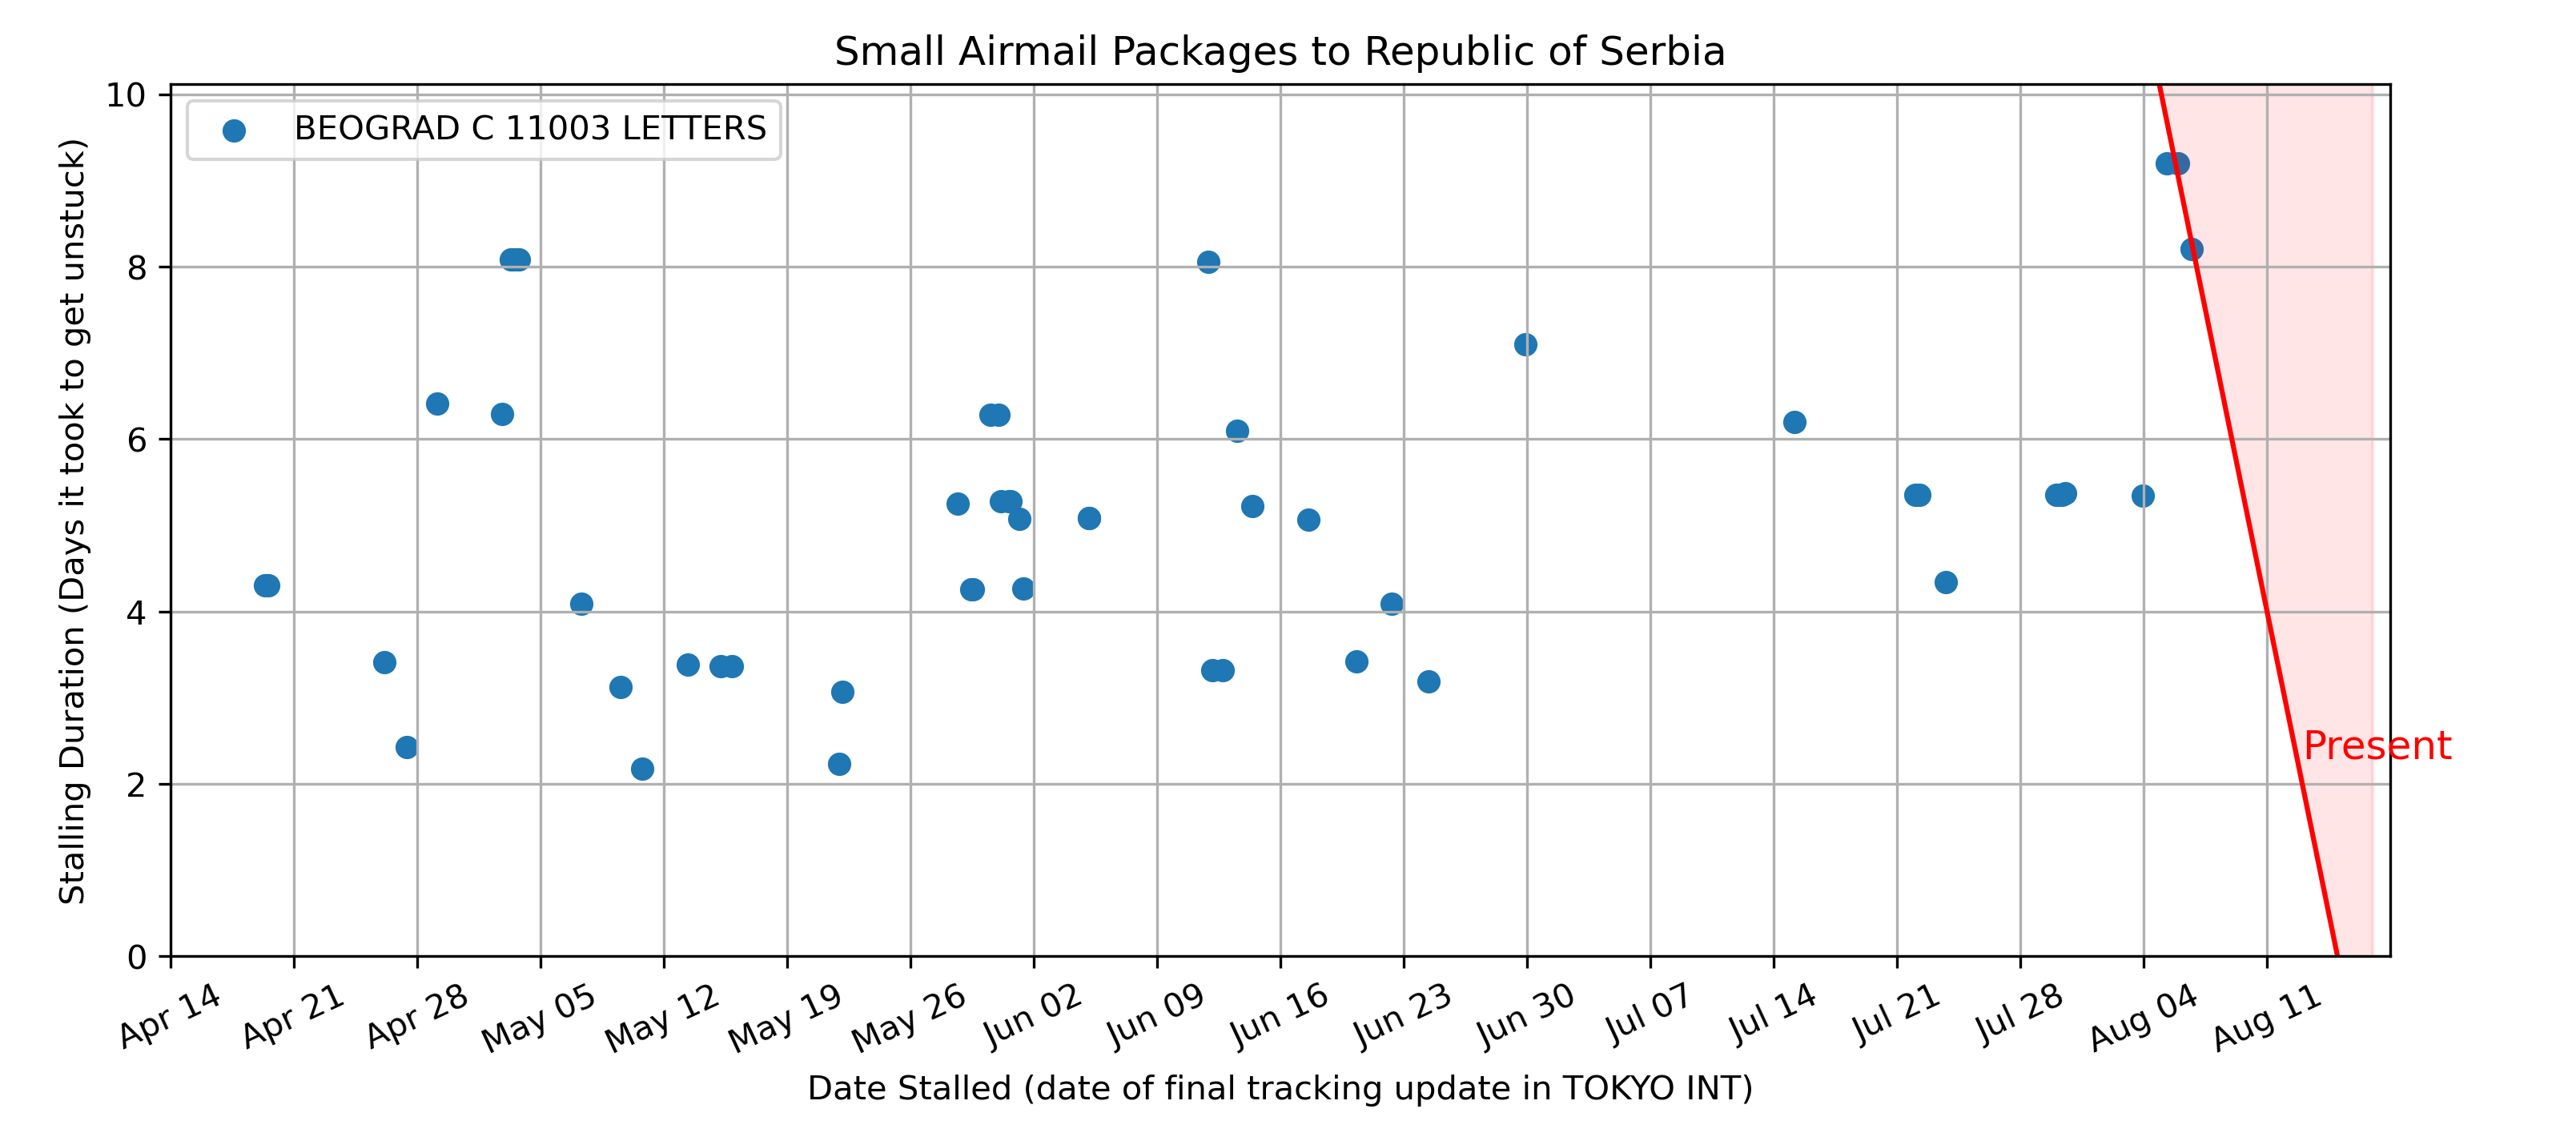 Small Airmail Packages to Republic of Serbia
BEOGRAD C 11003 LETTERS
Stalling Duration (Days it took to get unstuck)
10
8
6
4
2
0
Present
Apr 14 Apr 21 Apr 28 May 05 May 12 May 19 May 26 Jun 02 Jun 09 Jun 16 Jun 23 Jun 30 Jul 07 Jul 14 Jul 21 Jul 28 Aug 04 Aug 11
Date Stalled (date of final tracking update in TOKYO INT)